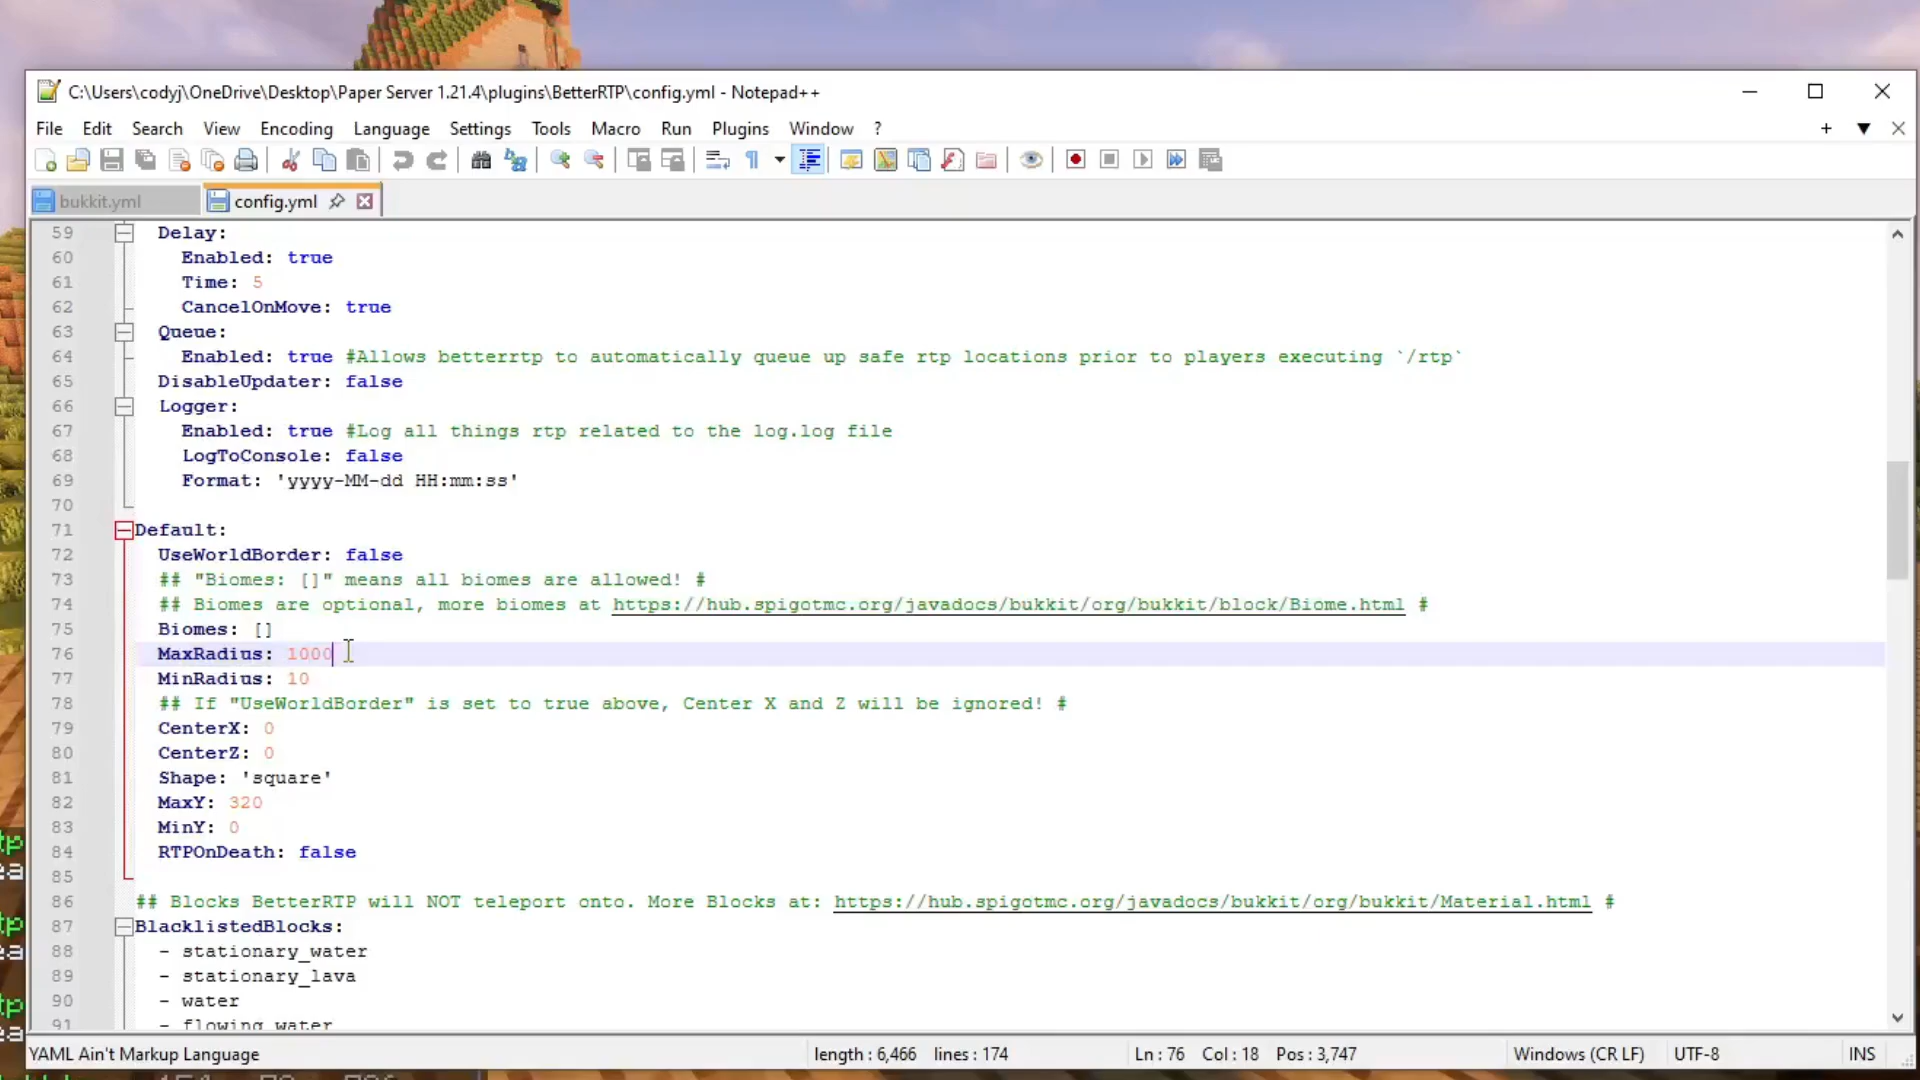 C:\Users\codyj\OneDrive\Desktop\Paper Server 1.21.4\plugins\BetterRTP\config.yml - Notepad++
File Edit Search View Encoding Language Settings Tools Macro Run Plugins Window ?
bukkit.yml config.yml
59 Delay:
60 Enabled: true
61 Time: 5
62 CancelOnMove: true
63 Queue:
64 Enabled: true #Allows betterrtp to automatically queue up safe rtp locations prior to players executing `/rtp`
65 DisableUpdater: false
66 Logger:
67 Enabled: true #Log all things rtp related to the log.log file
68 LogToConsole: false
69 Format: 'yyyy-MM-dd HH:mm:ss'
70
71 Default:
72 UseWorldBorder: false
73 ## "Biomes: []" means all biomes are allowed! #
74 ## Biomes are optional, more biomes at https://hub.spigotmc.org/javadocs/bukkit/org/bukkit/block/Biome.html #
75 Biomes: []
76 MaxRadius: 1000
77 MinRadius: 10
78 ## If "UseWorldBorder" is set to true above, Center X and Z will be ignored! #
79 CenterX: 0
80 CenterZ: 0
81 Shape: 'square'
82 MaxY: 320
83 MinY: 0
84 RTPOnDeath: false
85
86 ## Blocks BetterRTP will NOT teleport onto. More Blocks at: https://hub.spigotmc.org/javadocs/bukkit/org/bukkit/Material.html #
87 BlacklistedBlocks:
88 - stationary_water
89 - stationary_lava
90 - water
91 - flowing_water
YAML Ain't Markup Language length : 6,466 lines : 174 Ln : 76 Col : 18 Pos : 3,747 Windows (CR LF) UTF-8 INS